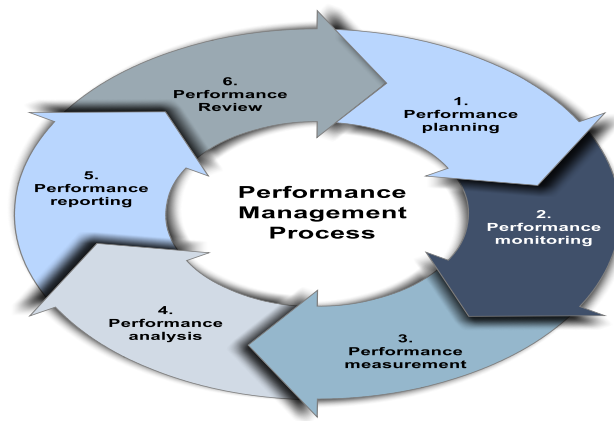 Performance
Management
Process
1.
Performance
planning
2.
Performance
monitoring
3.
Performance
measurement
4.
Performance
analysis
5.
Performance
reporting
6.
Performance
Review